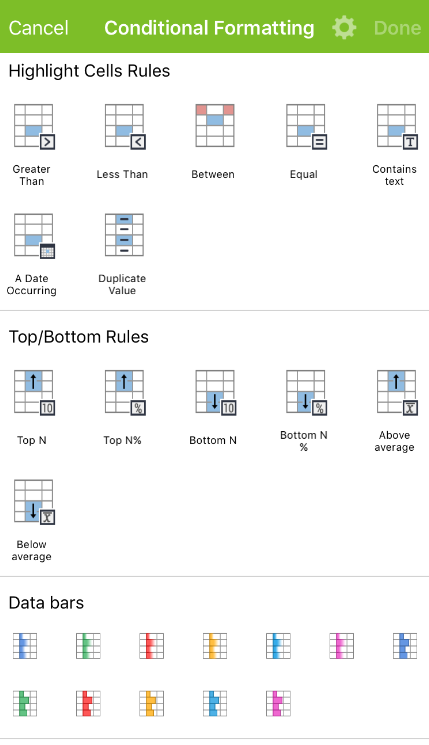 Cancel Conditional Formatting Done
Highlight Cells Rules
Greater
Than
Less Than
Between
Equal
T
Contains
text
A Date
Occurring
Duplicate
Value
Top/Bottom Rules
10
Top N
%
Top N%
10
Bottom N
%
Bottom N
%
x̅
Above
average
x̅
Below
average
Data bars